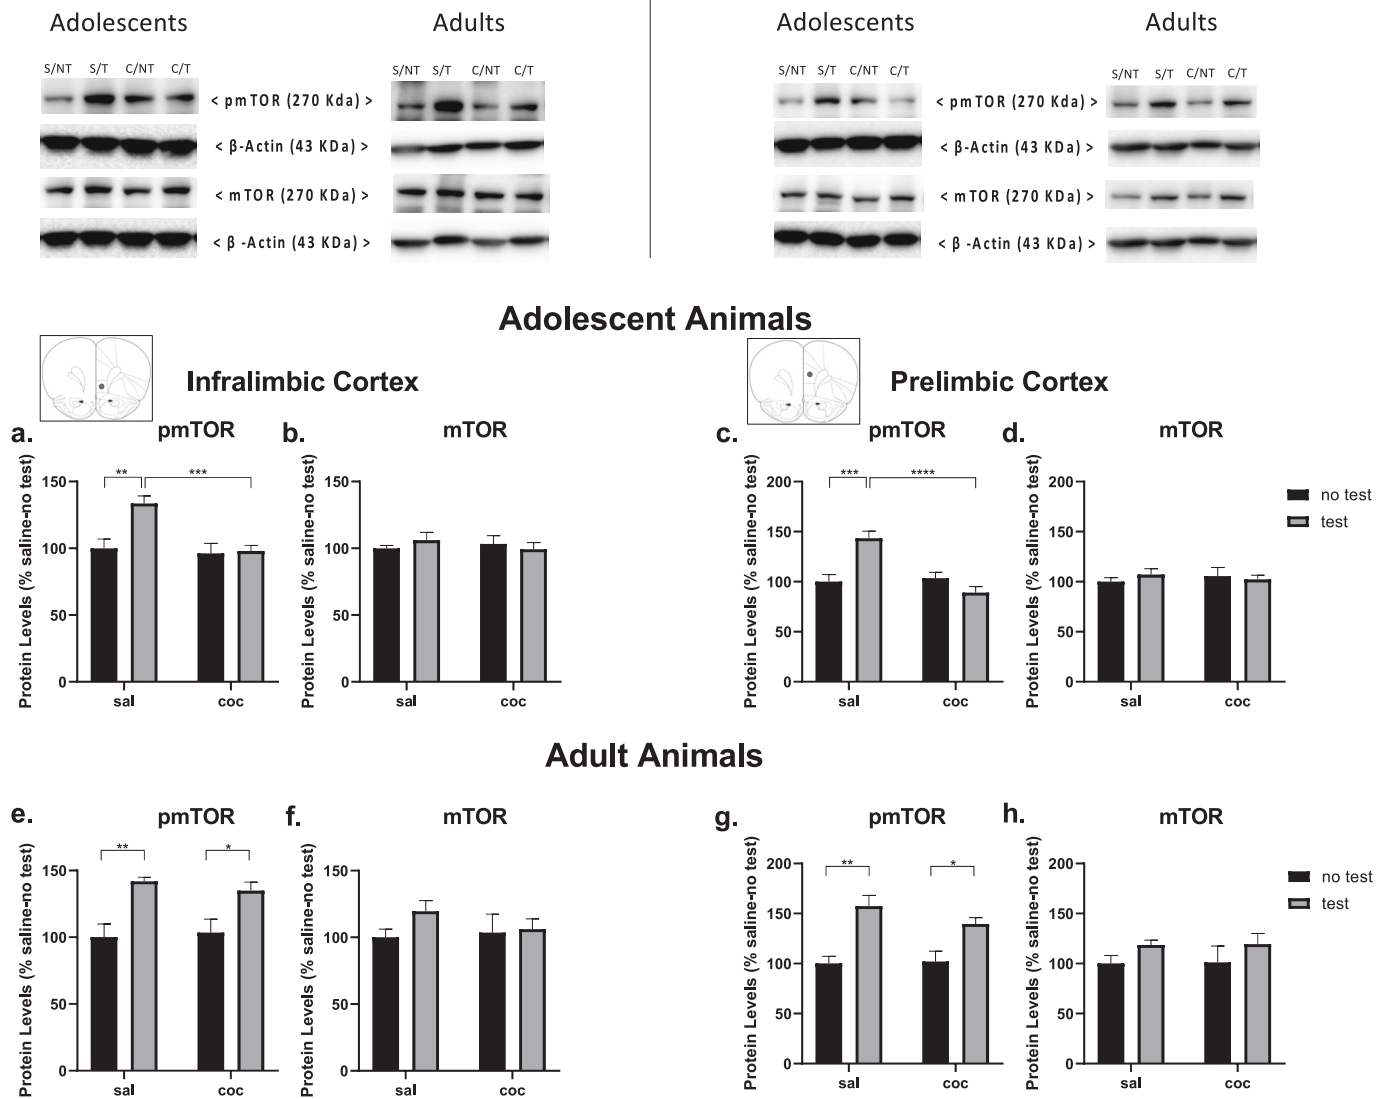 Adolescents Adults Adolescents Adults
S/NT S/T C/NT C/T S/NT S/T C/NT C/T S/NT S/T C/NT C/T S/NT S/T C/NT C/T
< pmTOR (270 Kda) > < pmTOR (270 Kda) >
< β-Actin (43 KDa) > < β-Actin (43 KDa) >
< mTOR (270 KDa) > < mTOR (270 KDa) >
< β -Actin (43 KDa) > < β -Actin (43 KDa) >
Adolescent Animals
Infralimbic Cortex Prelimbic Cortex
a. pmTOR b. mTOR c. pmTOR d. mTOR
Protein Levels (% saline-no test)
150
100
50
0
** ***
sal coc
Protein Levels (% saline-no test)
150
100
50
0
sal coc
Protein Levels (% saline-no test)
200
150
100
50
0
*** ****
sal coc
Protein Levels (% saline-no test)
200
150
100
50
0
sal coc
no test
test
Adult Animals
e. pmTOR f. mTOR g. pmTOR h. mTOR
Protein Levels (% saline-no test)
150
100
50
0
** *
sal coc
Protein Levels (% saline-no test)
150
100
50
0
sal coc
Protein Levels (% saline-no test)
200
150
100
50
0
** *
sal coc
Protein Levels (% saline-no test)
200
150
100
50
0
sal coc
no test
test